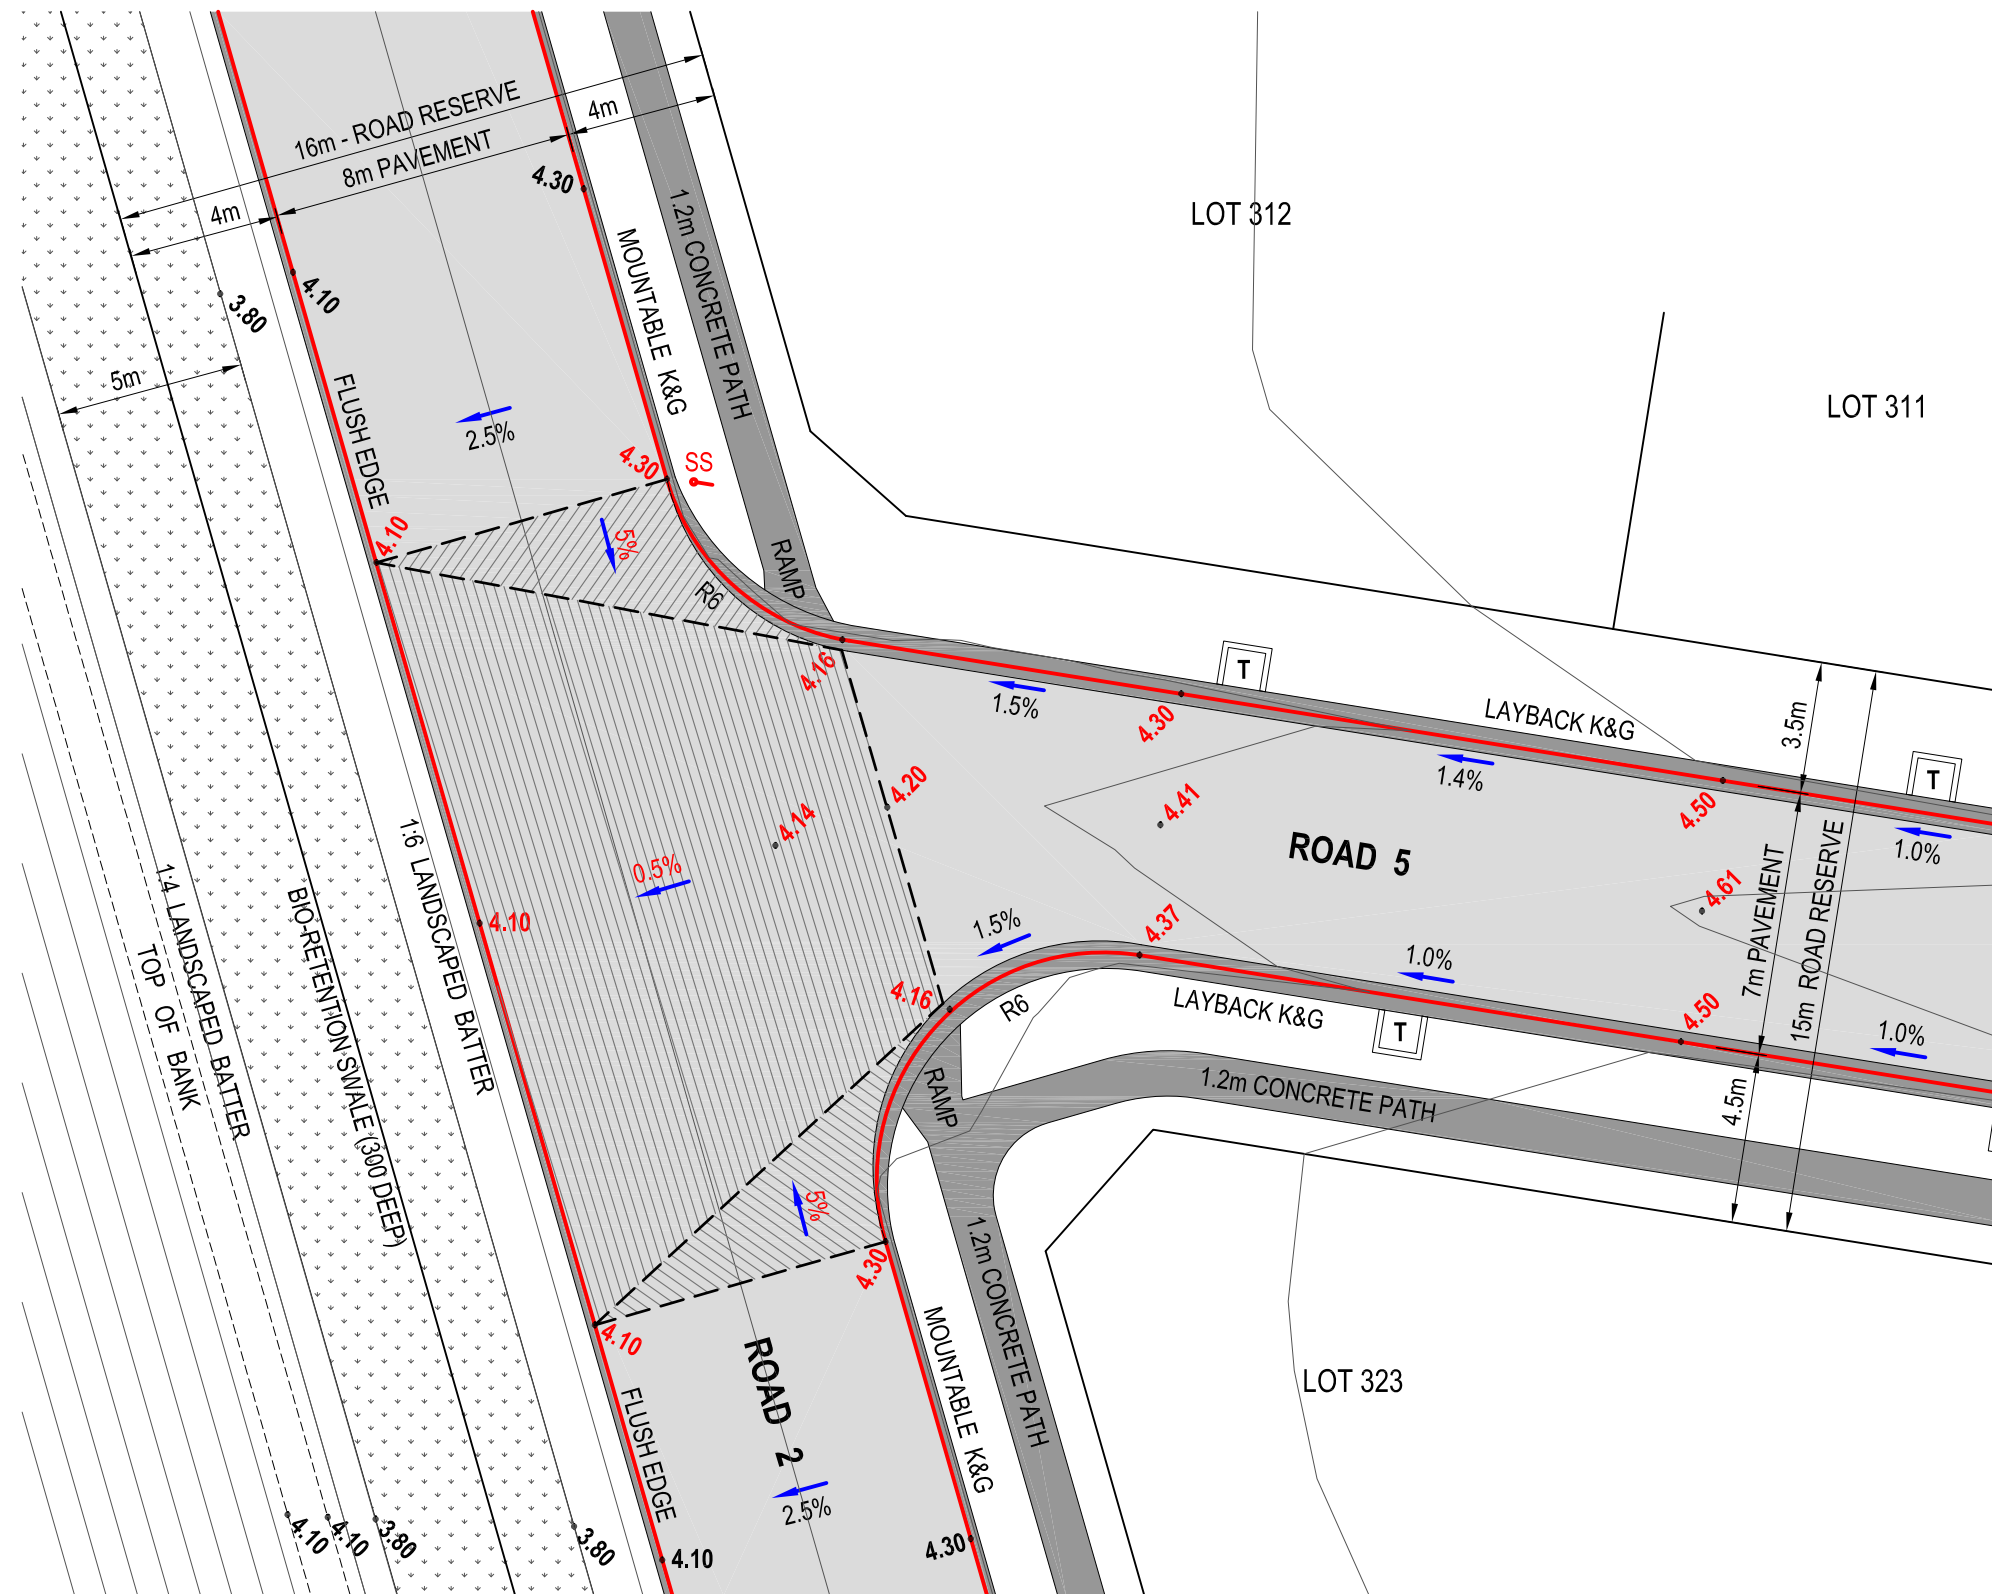 16m - ROAD RESERVE
4m
8m PAVEMENT
4m
4.30
4.10
3.80
5m
1.2m CONCRETE PATH
MOUNTABLE K&G
FLUSH EDGE
2.5%
LOT 312
LOT 311
4.30
SS
4.10
5%
R6
RAMP
4.16
T
1.5%
4.30
LAYBACK K&G
3.5m
1.4%
4.50
T
1.0%
4.20
4.14
4.41
ROAD 5
4.61
7m PAVEMENT
15m ROAD RESERVE
0.5%
4.10
1.5%
4.37
1.0%
4.16
R6
LAYBACK K&G
T
4.50
1.0%
4.5m
1.2m CONCRETE PATH
RAMP
1:6 LANDSCAPED BATTER
BIO-RETENTION SWALE (300 DEEP)
1:4 LANDSCAPED BATTER
TOP OF BANK
5%
4.30
4.10
1.2m CONCRETE PATH
MOUNTABLE K&G
LOT 323
ROAD 2
FLUSH EDGE
2.5%
4.10
4.10
3.80
3.80
4.10
4.30